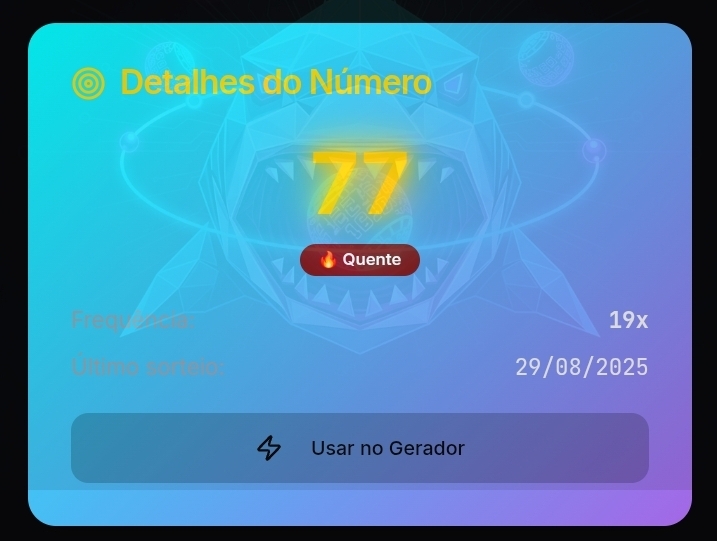 Detalhes do Número
77
🔥 Quente
Frequência: 19x
Último sorteio: 29/08/2025
Usar no Gerador